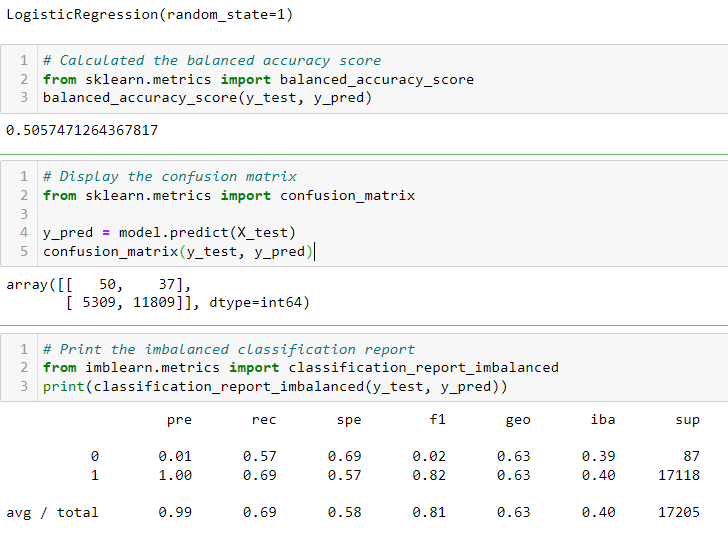 LogisticRegression(random_state=1)
1 # Calculated the balanced accuracy score
2 from sklearn.metrics import balanced_accuracy_score
3 balanced_accuracy_score(y_test, y_pred)
0.5057471264367817
1 # Display the confusion matrix
2 from sklearn.metrics import confusion_matrix
3
4 y_pred = model.predict(X_test)
5 confusion_matrix(y_test, y_pred)
array([[   50,    37],
       [ 5309, 11809]], dtype=int64)
1 # Print the imbalanced classification report
2 from imblearn.metrics import classification_report_imbalanced
3 print(classification_report_imbalanced(y_test, y_pred))
pre rec spe f1 geo iba sup
0 0.01 0.57 0.69 0.02 0.63 0.39 87
1 1.00 0.69 0.57 0.82 0.63 0.40 17118
avg / total 0.99 0.69 0.58 0.81 0.63 0.40 17205